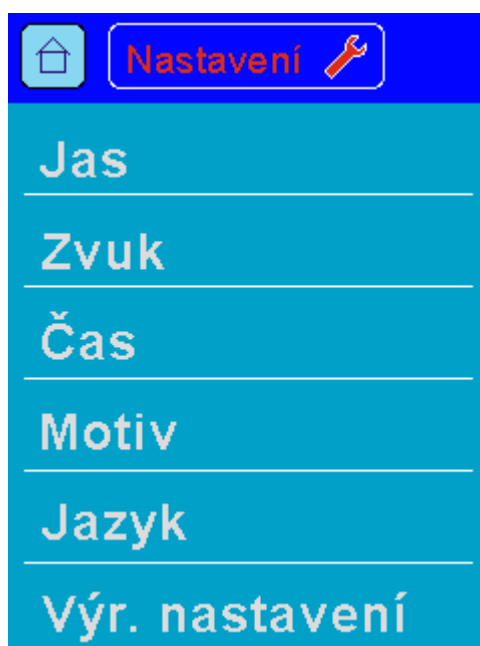 Nastavení
Jas
Zvuk
Čas
Motiv
Jazyk
Výr. nastavení